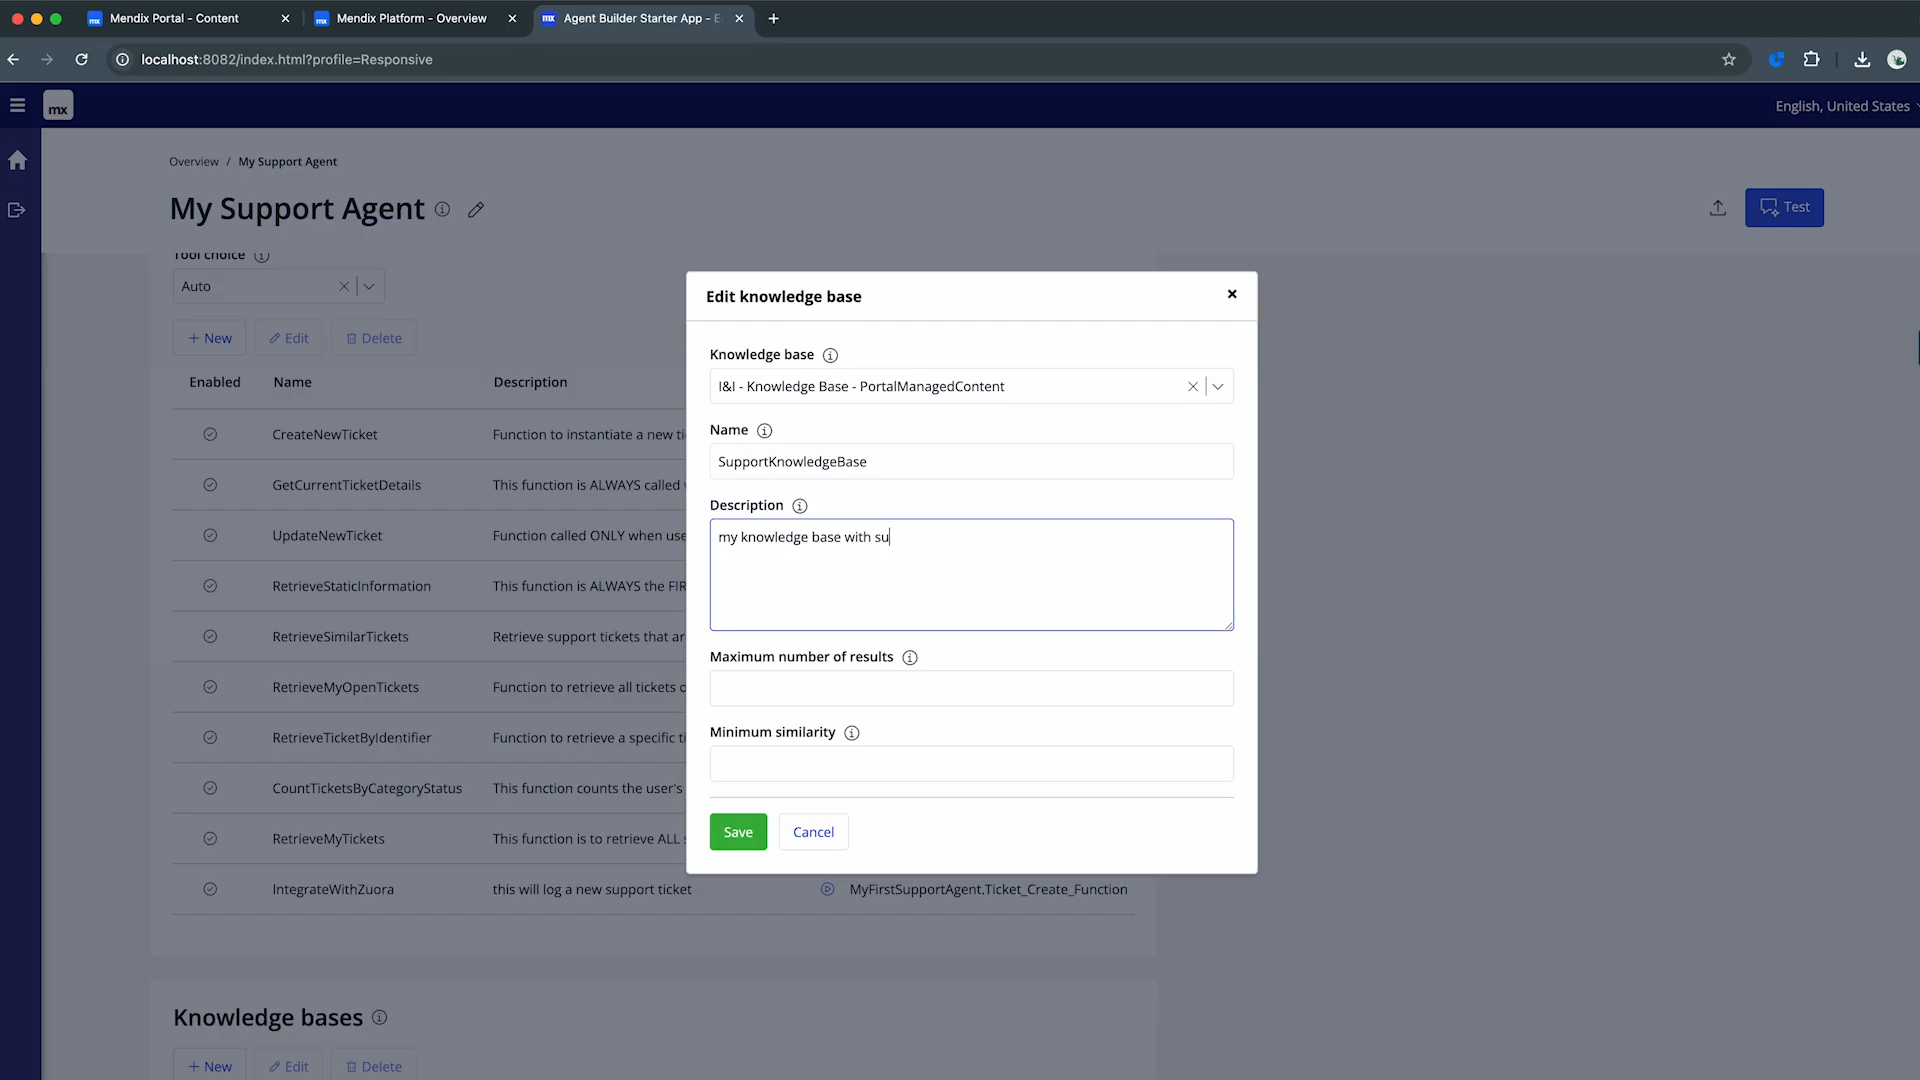 Mendix Portal - Content
Mendix Platform - Overview
Agent Builder Starter App - E
localhost:8082/index.html?profile=Responsive
mx
English, United States
Overview / My Support Agent
My Support Agent
Test
Tool choice
Auto
New
Edit
Delete
Enabled
Name
Description
CreateNewTicket
Function to instantiate a new ti
GetCurrentTicketDetails
This function is ALWAYS called
UpdateNewTicket
Function called ONLY when use
RetrieveStaticInformation
This function is ALWAYS the FIR
RetrieveSimilarTickets
Retrieve support tickets that ar
RetrieveMyOpenTickets
Function to retrieve all tickets o
RetrieveTicketByIdentifier
Function to retrieve a specific ti
CountTicketsByCategoryStatus
This function counts the user's
RetrieveMyTickets
This function is to retrieve ALL s
IntegrateWithZuora
this will log a new support ticket
MyFirstSupportAgent.Ticket_Create_Function
Knowledge bases
New
Edit
Delete
Edit knowledge base
Knowledge base
I&I - Knowledge Base - PortalManagedContent
Name
SupportKnowledgeBase
Description
my knowledge base with su
Maximum number of results
Minimum similarity
Save
Cancel